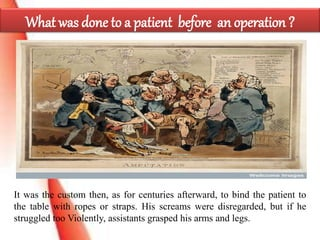 What was done to a patient before an operation ?
AMPUTATION
Wellcome Images
It was the custom then, as for centuries afterward, to bind the patient to
the table with ropes or straps. His screams were disregarded, but if he
struggled too Violently, assistants grasped his arms and legs.